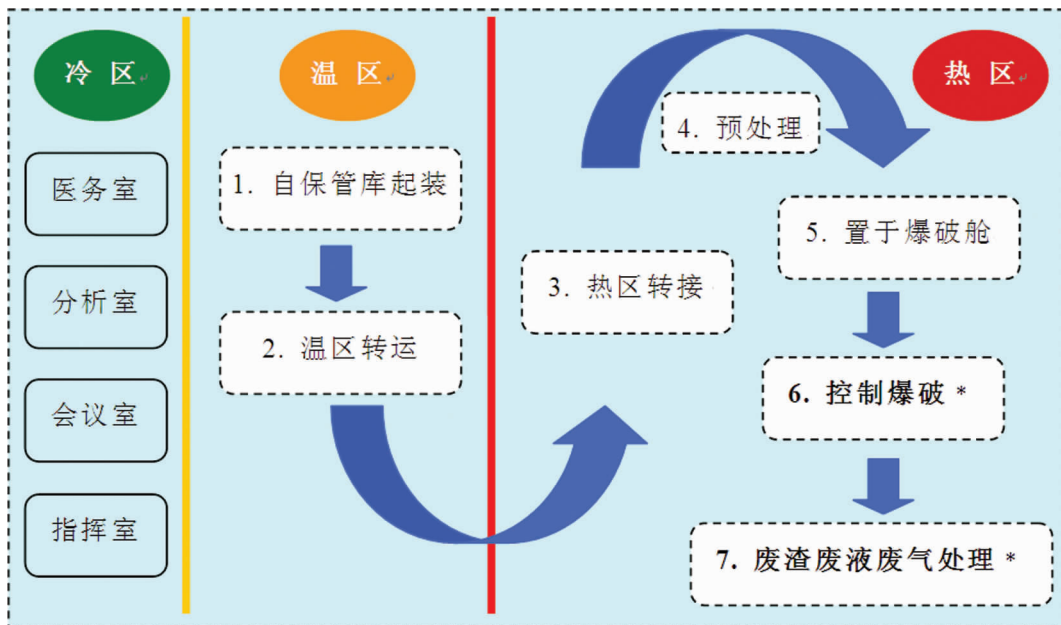 冷 区
医务室
分析室
会议室
指挥室
温 区
1. 自保管库起装
2. 温区转运
热 区
3. 热区转接
4. 预处理
5. 置于爆破舱
6. 控制爆破 *
7. 废渣废液废气处理 *